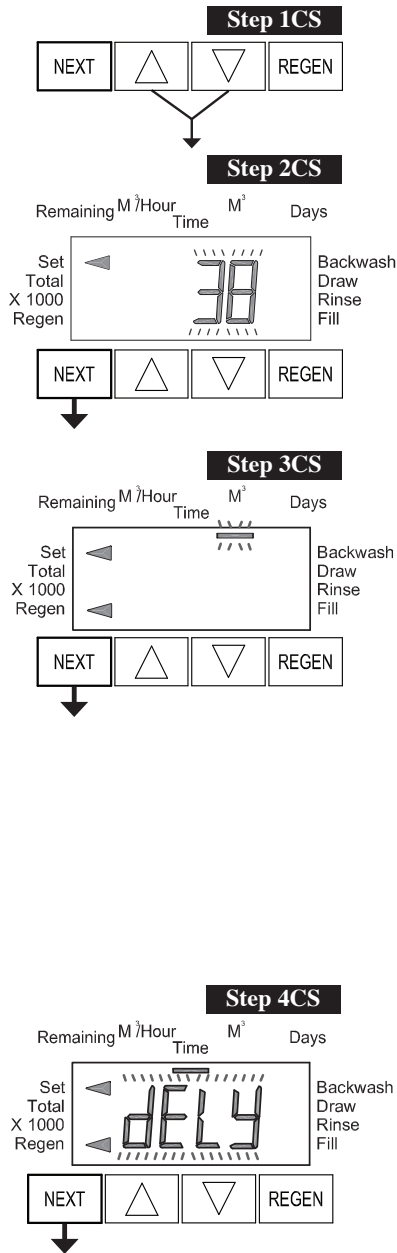 Step 1CS
NEXT REGEN
Step 2CS
Remaining M³/Hour Time M³ Days
Set Backwash
Total Draw
X 1000 Rinse
Regen Fill
38
NEXT REGEN
Step 3CS
Remaining M³/Hour Time M³ Days
Set Backwash
Total Draw
X 1000 Rinse
Regen Fill
NEXT REGEN
Step 4CS
Remaining M³/Hour Time M³ Days
Set Backwash
Total Draw
X 1000 Rinse
Regen Fill
dELy
NEXT REGEN